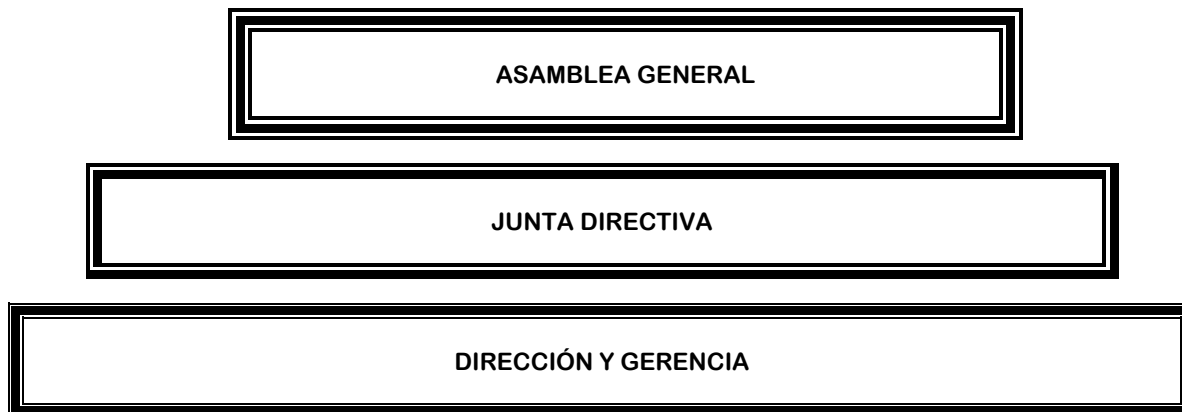 ASAMBLEA GENERAL
JUNTA DIRECTIVA
DIRECCIÓN Y GERENCIA